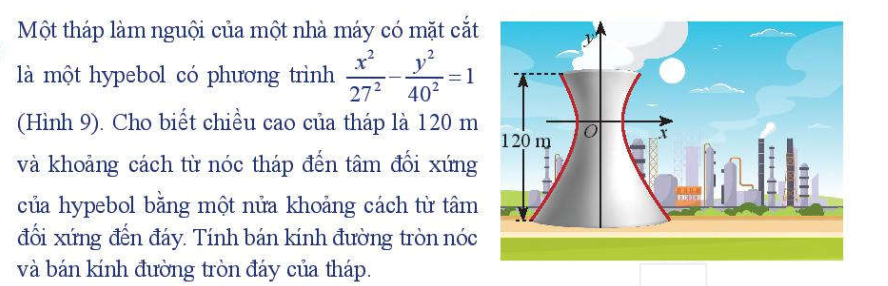 Một tháp làm nguội của một nhà máy có mặt cắt
là một hypebol có phương trình x²/27² − y²/40² = 1
(Hình 9). Cho biết chiều cao của tháp là 120 m
và khoảng cách từ nóc tháp đến tâm đối xứng
của hypebol bằng một nửa khoảng cách từ tâm
đối xứng đến đáy. Tính bán kính đường tròn nóc
và bán kính đường tròn đáy của tháp.
y
O
x
120 m